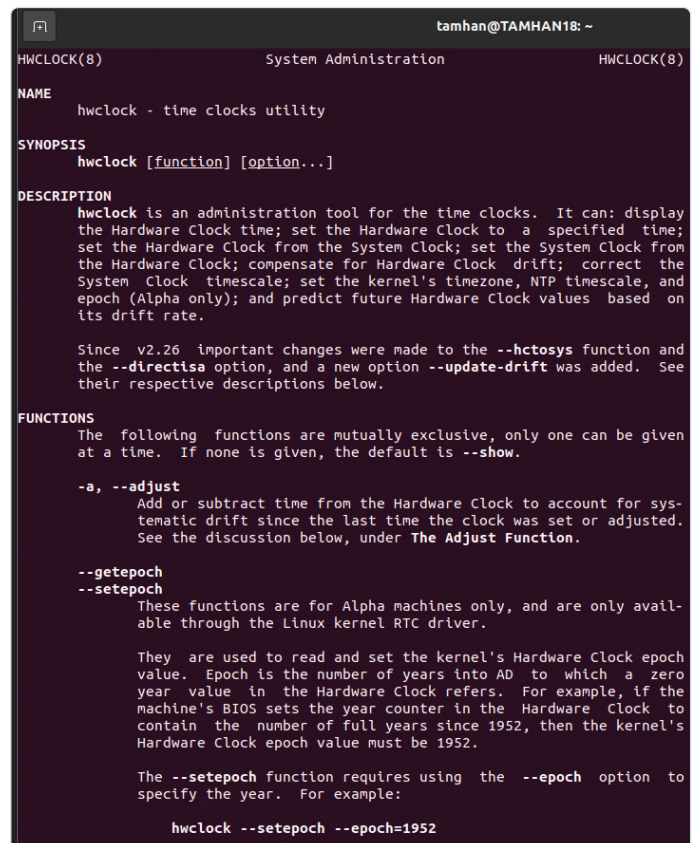 tamhan@TAMHAN18: ~
HWCLOCK(8) System Administration HWCLOCK(8)
NAME
hwclock - time clocks utility
SYNOPSIS
hwclock [function] [option...]
DESCRIPTION
hwclock is an administration tool for the time clocks. It can: display
the Hardware Clock time; set the Hardware Clock to a specified time;
set the Hardware Clock from the System Clock; set the System Clock from
the Hardware Clock; compensate for Hardware Clock drift; correct the
System Clock timescale; set the kernel's timezone, NTP timescale, and
epoch (Alpha only); and predict future Hardware Clock values based on
its drift rate.
Since v2.26 important changes were made to the --hctosys function and
the --directisa option, and a new option --update-drift was added. See
their respective descriptions below.
FUNCTIONS
The following functions are mutually exclusive, only one can be given
at a time. If none is given, the default is --show.
-a, --adjust
Add or subtract time from the Hardware Clock to account for sys-
tematic drift since the last time the clock was set or adjusted.
See the discussion below, under The Adjust Function.
--getepoch
--setepoch
These functions are for Alpha machines only, and are only avail-
able through the Linux kernel RTC driver.
They are used to read and set the kernel's Hardware Clock epoch
value. Epoch is the number of years into AD to which a zero
year value in the Hardware Clock refers. For example, if the
machine's BIOS sets the year counter in the Hardware Clock to
contain the number of full years since 1952, then the kernel's
Hardware Clock epoch value must be 1952.
The --setepoch function requires using the --epoch option to
specify the year. For example:
hwclock --setepoch --epoch=1952